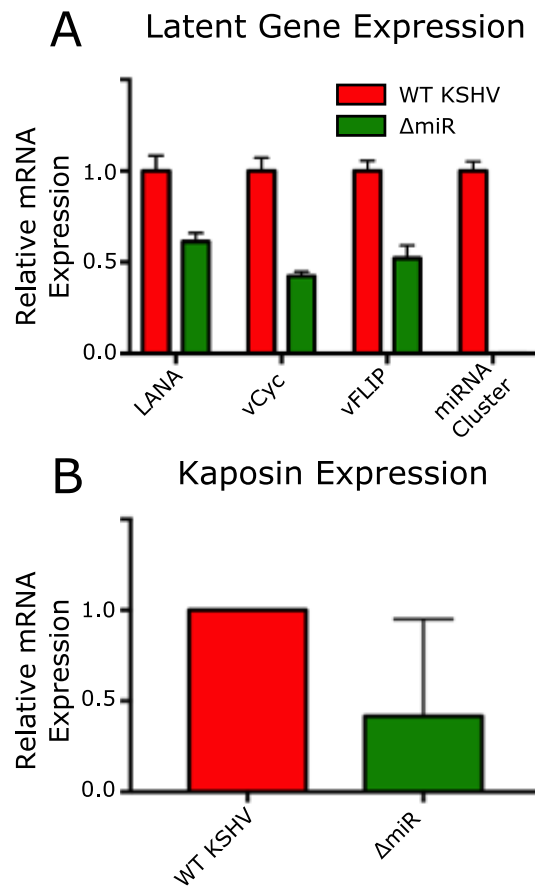 A
Latent Gene Expression
WT KSHV
ΔmiR
Relative mRNA
Expression
1.0
0.5
0.0
LANA
vCyc
vFLIP
miRNA
Cluster
B
Kaposin Expression
Relative mRNA
Expression
1.0
0.5
0.0
WT KSHV
ΔmiR